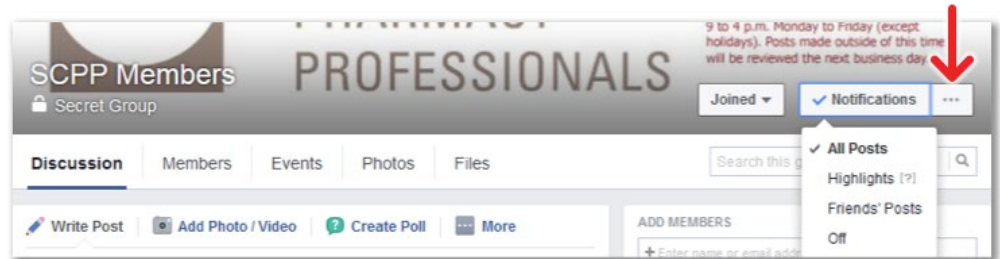 PHARMACY
PROFESSIONALS
9 to 4 p.m. Monday to Friday (except
holidays). Posts made outside of this time
will be reviewed the next business day.
SCPP Members
Secret Group
Joined
Notifications
All Posts
Highlights [?]
Friends' Posts
Off
Discussion
Members
Events
Photos
Files
Search this
Write Post
Add Photo / Video
Create Poll
More
ADD MEMBERS
Enter name or email